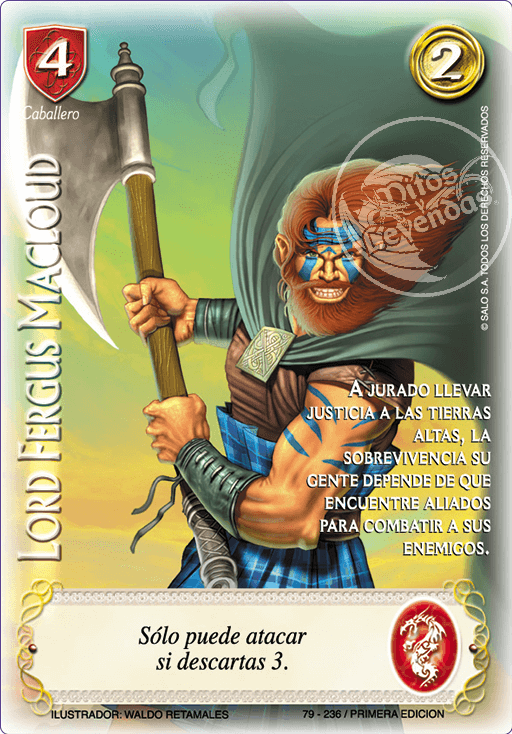 4
2
Caballero
LORD FERGUS MACLOUD
Mitos y
Leyendas
© SALO S.A. TODOS LOS DERECHOS RESERVADOS
A JURADO LLEVAR
JUSTICIA A LAS TIERRAS
ALTAS, LA
SOBREVIVENCIA SU
GENTE DEPENDE DE QUE
ENCUENTRE ALIADOS
PARA COMBATIR A SUS
ENEMIGOS.
Sólo puede atacar
si descartas 3.
ILUSTRADOR: WALDO RETAMALES
79 - 236 / PRIMERA EDICION